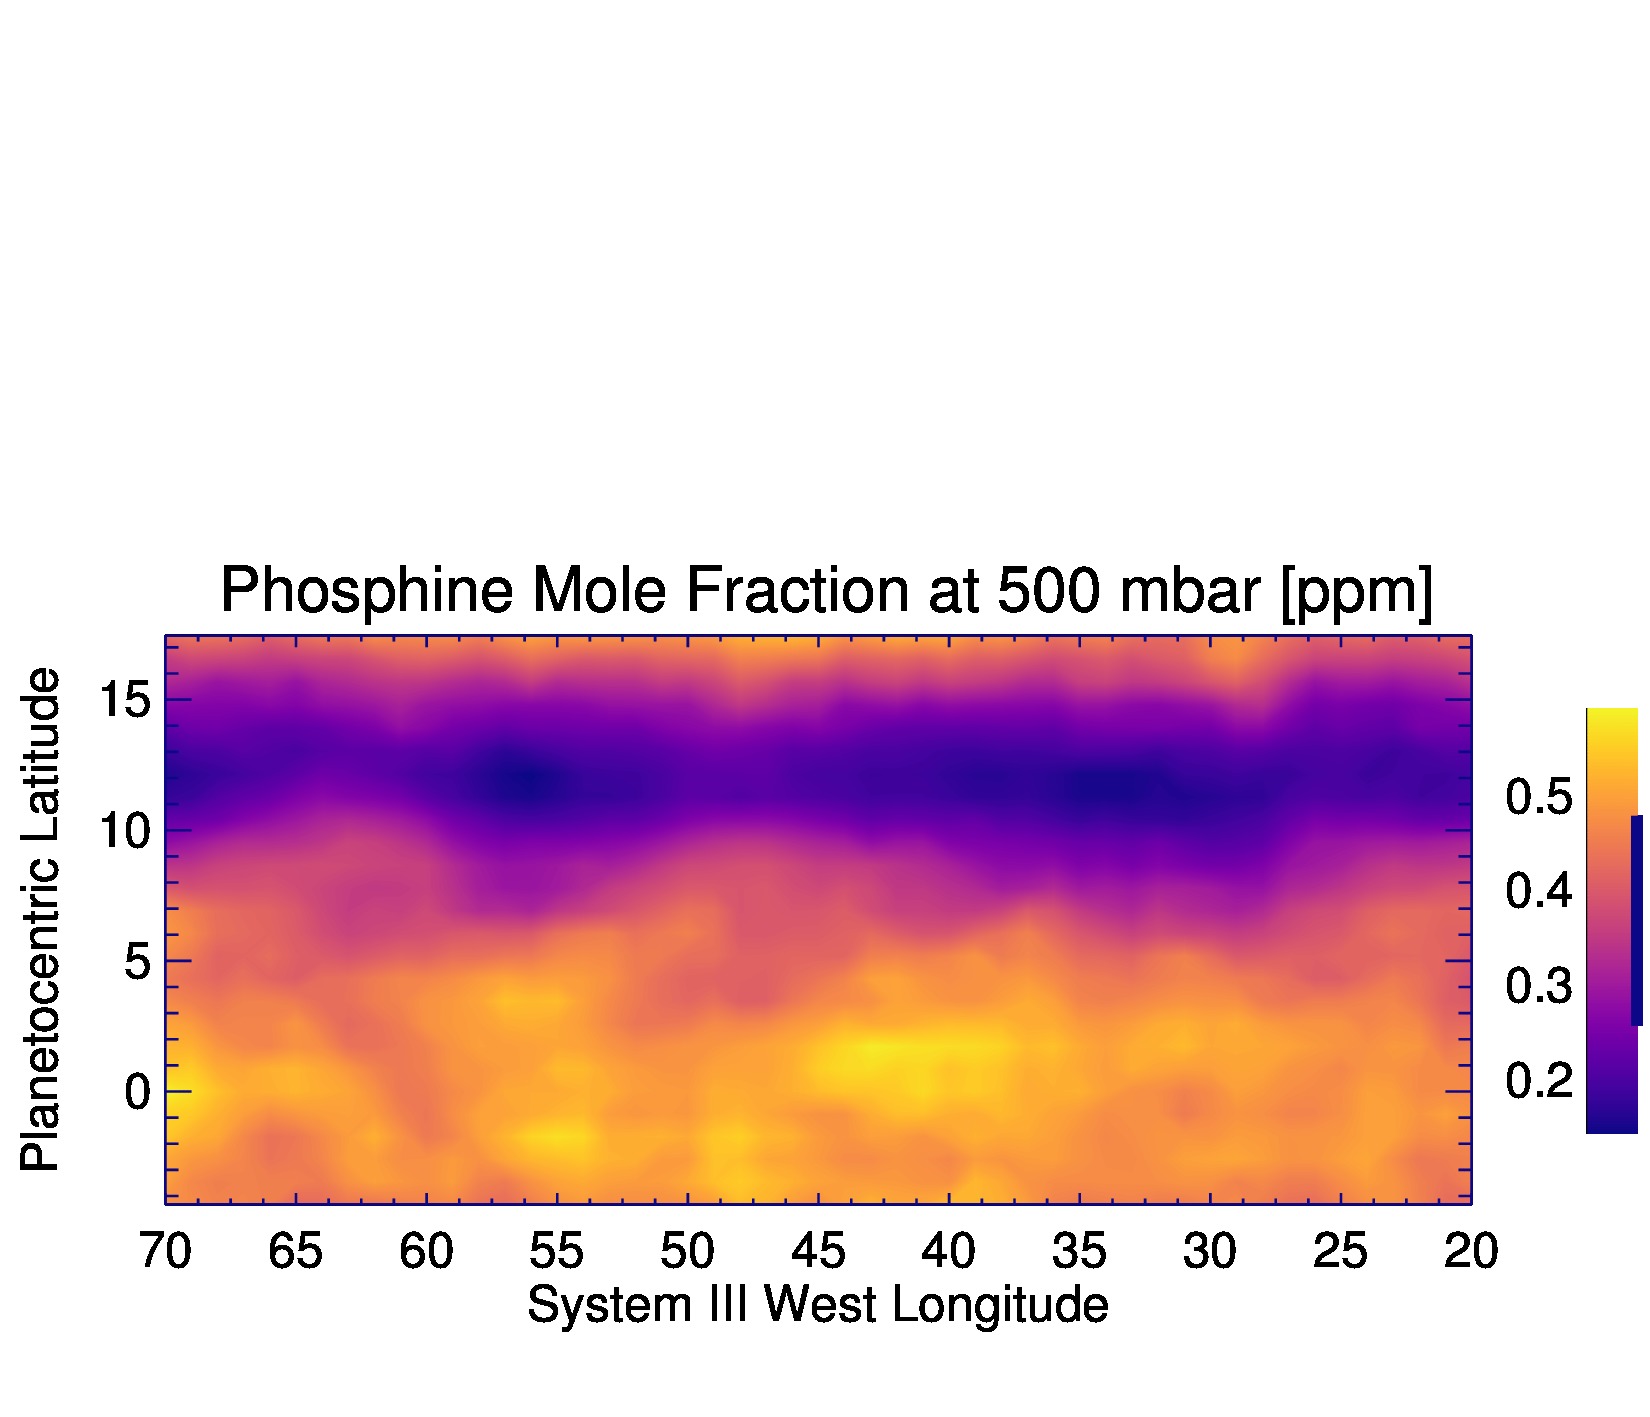 Phosphine Mole Fraction at 500 mbar [ppm]
Planetocentric Latitude
15
10
5
0
70 65 60 55 50 45 40 35 30 25 20
System III West Longitude
0.5
0.4
0.3
0.2